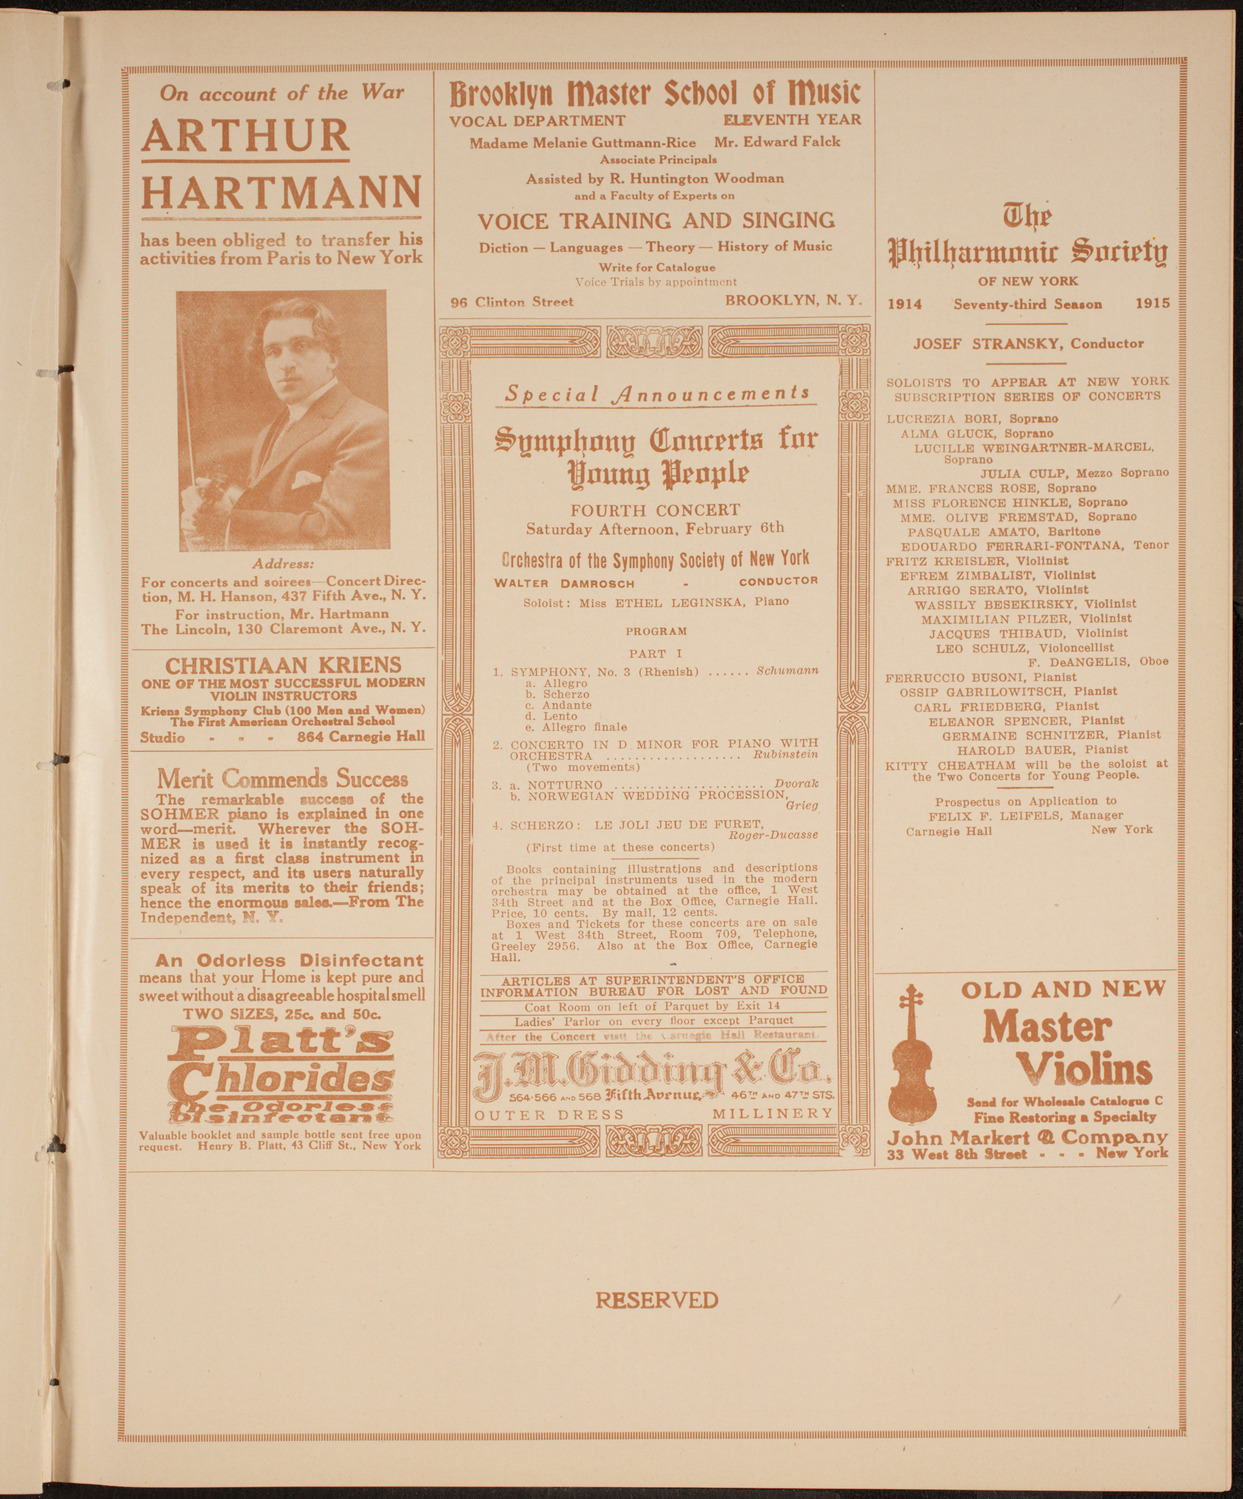 On account of the War
ARTHUR
HARTMANN
has been obliged to transfer his
activities from Paris to New York
Address:
For concerts and soirees—Concert Direc-
tion, M. H. Hanson, 437 Fifth Ave., N. Y.
For instruction, Mr. Hartmann
The Lincoln, 130 Claremont Ave., N. Y.
CHRISTIAAN KRIENS
ONE OF THE MOST SUCCESSFUL MODERN
VIOLIN INSTRUCTORS
Kriens Symphony Club (100 Men and Women)
The First American Orchestral School
Studio - - - 864 Carnegie Hall
Merit Commends Success
The remarkable success of the
SOHMER piano is explained in one
word—merit. Wherever the SOH-
MER is used it is instantly recog-
nized as a first class instrument in
every respect, and its users naturally
speak of its merits to their friends;
hence the enormous sales.—From The
Independent, N. Y.
An Odorless Disinfectant
means that your Home is kept pure and
sweet without a disagreeable hospital smell
TWO SIZES, 25c. and 50c.
Platt's
Chlorides
The Odorless
Disinfectant
Valuable booklet and sample bottle sent free upon
request. Henry B. Platt, 43 Cliff St., New York
Brooklyn Master School of Music
VOCAL DEPARTMENT ELEVENTH YEAR
Madame Melanie Guttmann-Rice Mr. Edward Falck
Associate Principals
Assisted by R. Huntington Woodman
and a Faculty of Experts on
VOICE TRAINING AND SINGING
Diction — Languages — Theory — History of Music
Write for Catalogue
Voice Trials by appointment
96 Clinton Street BROOKLYN, N. Y.
Special Announcements
Symphony Concerts for
Young People
FOURTH CONCERT
Saturday Afternoon, February 6th
Orchestra of the Symphony Society of New York
WALTER DAMROSCH - CONDUCTOR
Soloist: Miss ETHEL LEGINSKA, Piano
PROGRAM
PART I
1. SYMPHONY, No. 3 (Rhenish) ...... Schumann
a. Allegro
b. Scherzo
c. Andante
d. Lento
e. Allegro finale
2. CONCERTO IN D MINOR FOR PIANO WITH
ORCHESTRA .................. Rubinstein
(Two movements)
3. a. NOTTURNO .................... Dvorak
b. NORWEGIAN WEDDING PROCESSION,
Grieg
4. SCHERZO: LE JOLI JEU DE FURET,
Roger-Ducasse
(First time at these concerts)
Books containing illustrations and descriptions
of the principal instruments used in the modern
orchestra may be obtained at the office, 1 West
34th Street and at the Box Office, Carnegie Hall.
Price, 10 cents. By mail, 12 cents.
Boxes and Tickets for these concerts are on sale
at 1 West 34th Street, Room 709, Telephone,
Greeley 2956. Also at the Box Office, Carnegie
Hall.
ARTICLES AT SUPERINTENDENT'S OFFICE
INFORMATION BUREAU FOR LOST AND FOUND
Coat Room on left of Parquet by Exit 14
Ladies' Parlor on every floor except Parquet
After the Concert visit the Carnegie Hall Restaurant.
J.M. Gidding & Co.
564-566 AND 568 Fifth Avenue 46TH AND 47TH STS.
OUTER DRESS MILLINERY
The
Philharmonic Society
OF NEW YORK
1914 Seventy-third Season 1915
JOSEF STRANSKY, Conductor
SOLOISTS TO APPEAR AT NEW YORK
SUBSCRIPTION SERIES OF CONCERTS
LUCREZIA BORI, Soprano
ALMA GLUCK, Soprano
LUCILLE WEINGARTNER-MARCEL,
Soprano
JULIA CULP, Mezzo Soprano
MME. FRANCES ROSE, Soprano
MISS FLORENCE HINKLE, Soprano
MME. OLIVE FREMSTAD, Soprano
PASQUALE AMATO, Baritone
EDOUARDO FERRARI-FONTANA, Tenor
FRITZ KREISLER, Violinist
EFREM ZIMBALIST, Violinist
ARRIGO SERATO, Violinist
WASSILY BESEKIRSKY, Violinist
MAXIMILIAN PILZER, Violinist
JACQUES THIBAUD, Violinist
LEO SCHULZ, Violoncellist
F. DeANGELIS, Oboe
FERRUCCIO BUSONI, Pianist
OSSIP GABRILOWITSCH, Pianist
CARL FRIEDBERG, Pianist
ELEANOR SPENCER, Pianist
GERMAINE SCHNITZER, Pianist
HAROLD BAUER, Pianist
KITTY CHEATHAM will be the soloist at
the Two Concerts for Young People.
Prospectus on Application to
FELIX F. LEIFELS, Manager
Carnegie Hall New York
OLD AND NEW
Master
Violins
Send for Wholesale Catalogue C
Fine Restoring a Specialty
John Markert & Company
33 West 8th Street - - - New York
RESERVED